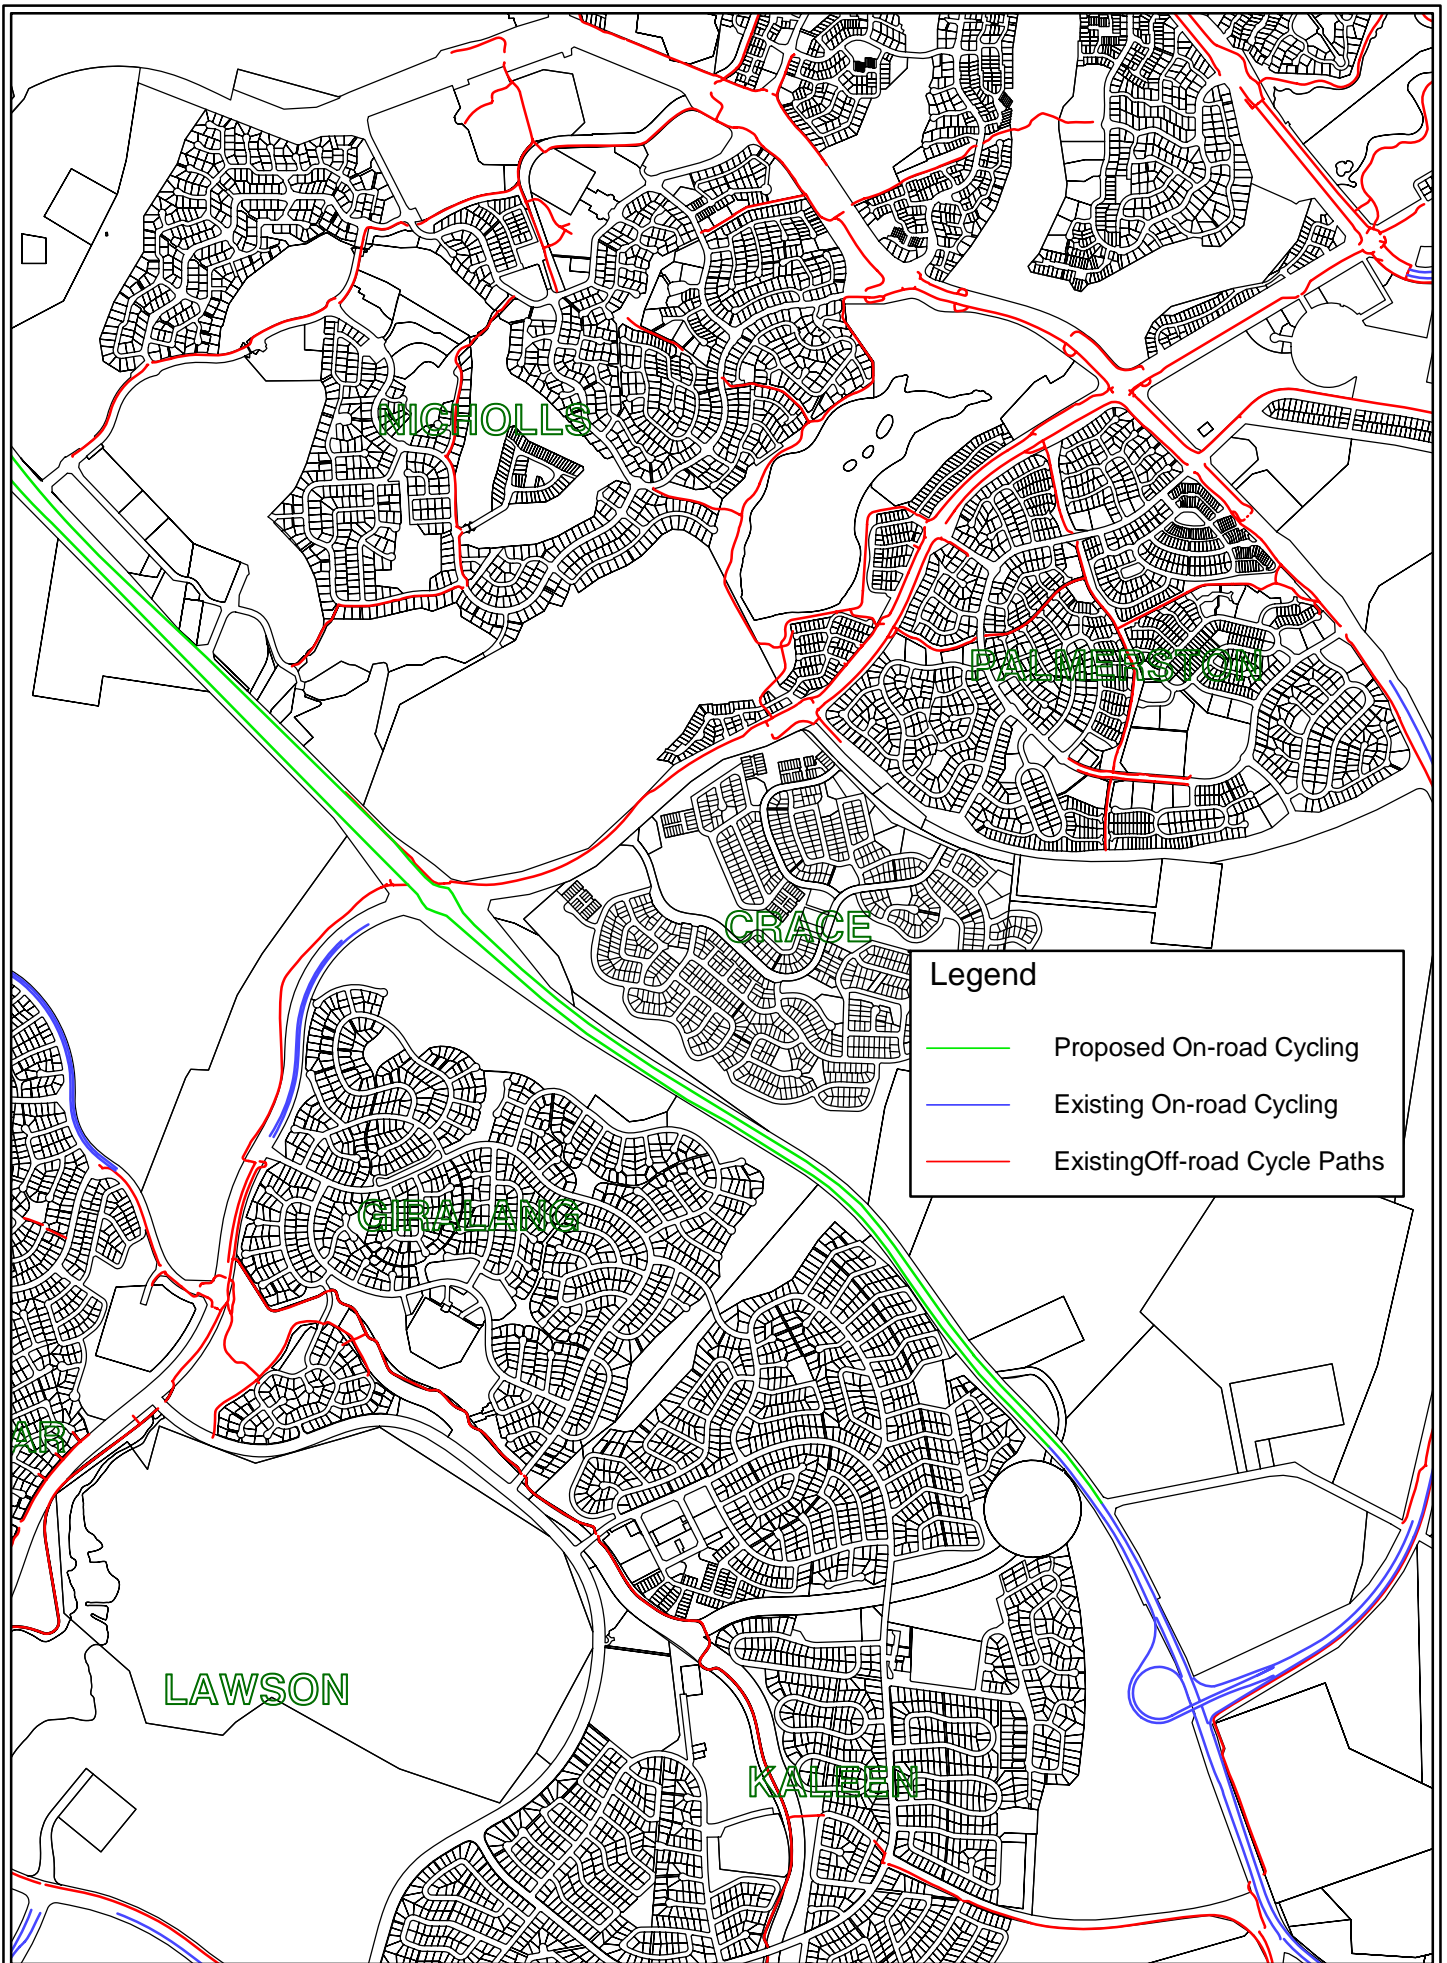 NICHOLLS
PALMERSTON
CRACE
Legend
Proposed On-road Cycling
Existing On-road Cycling
ExistingOff-road Cycle Paths
GIRALANG
AR
LAWSON
KALEEN